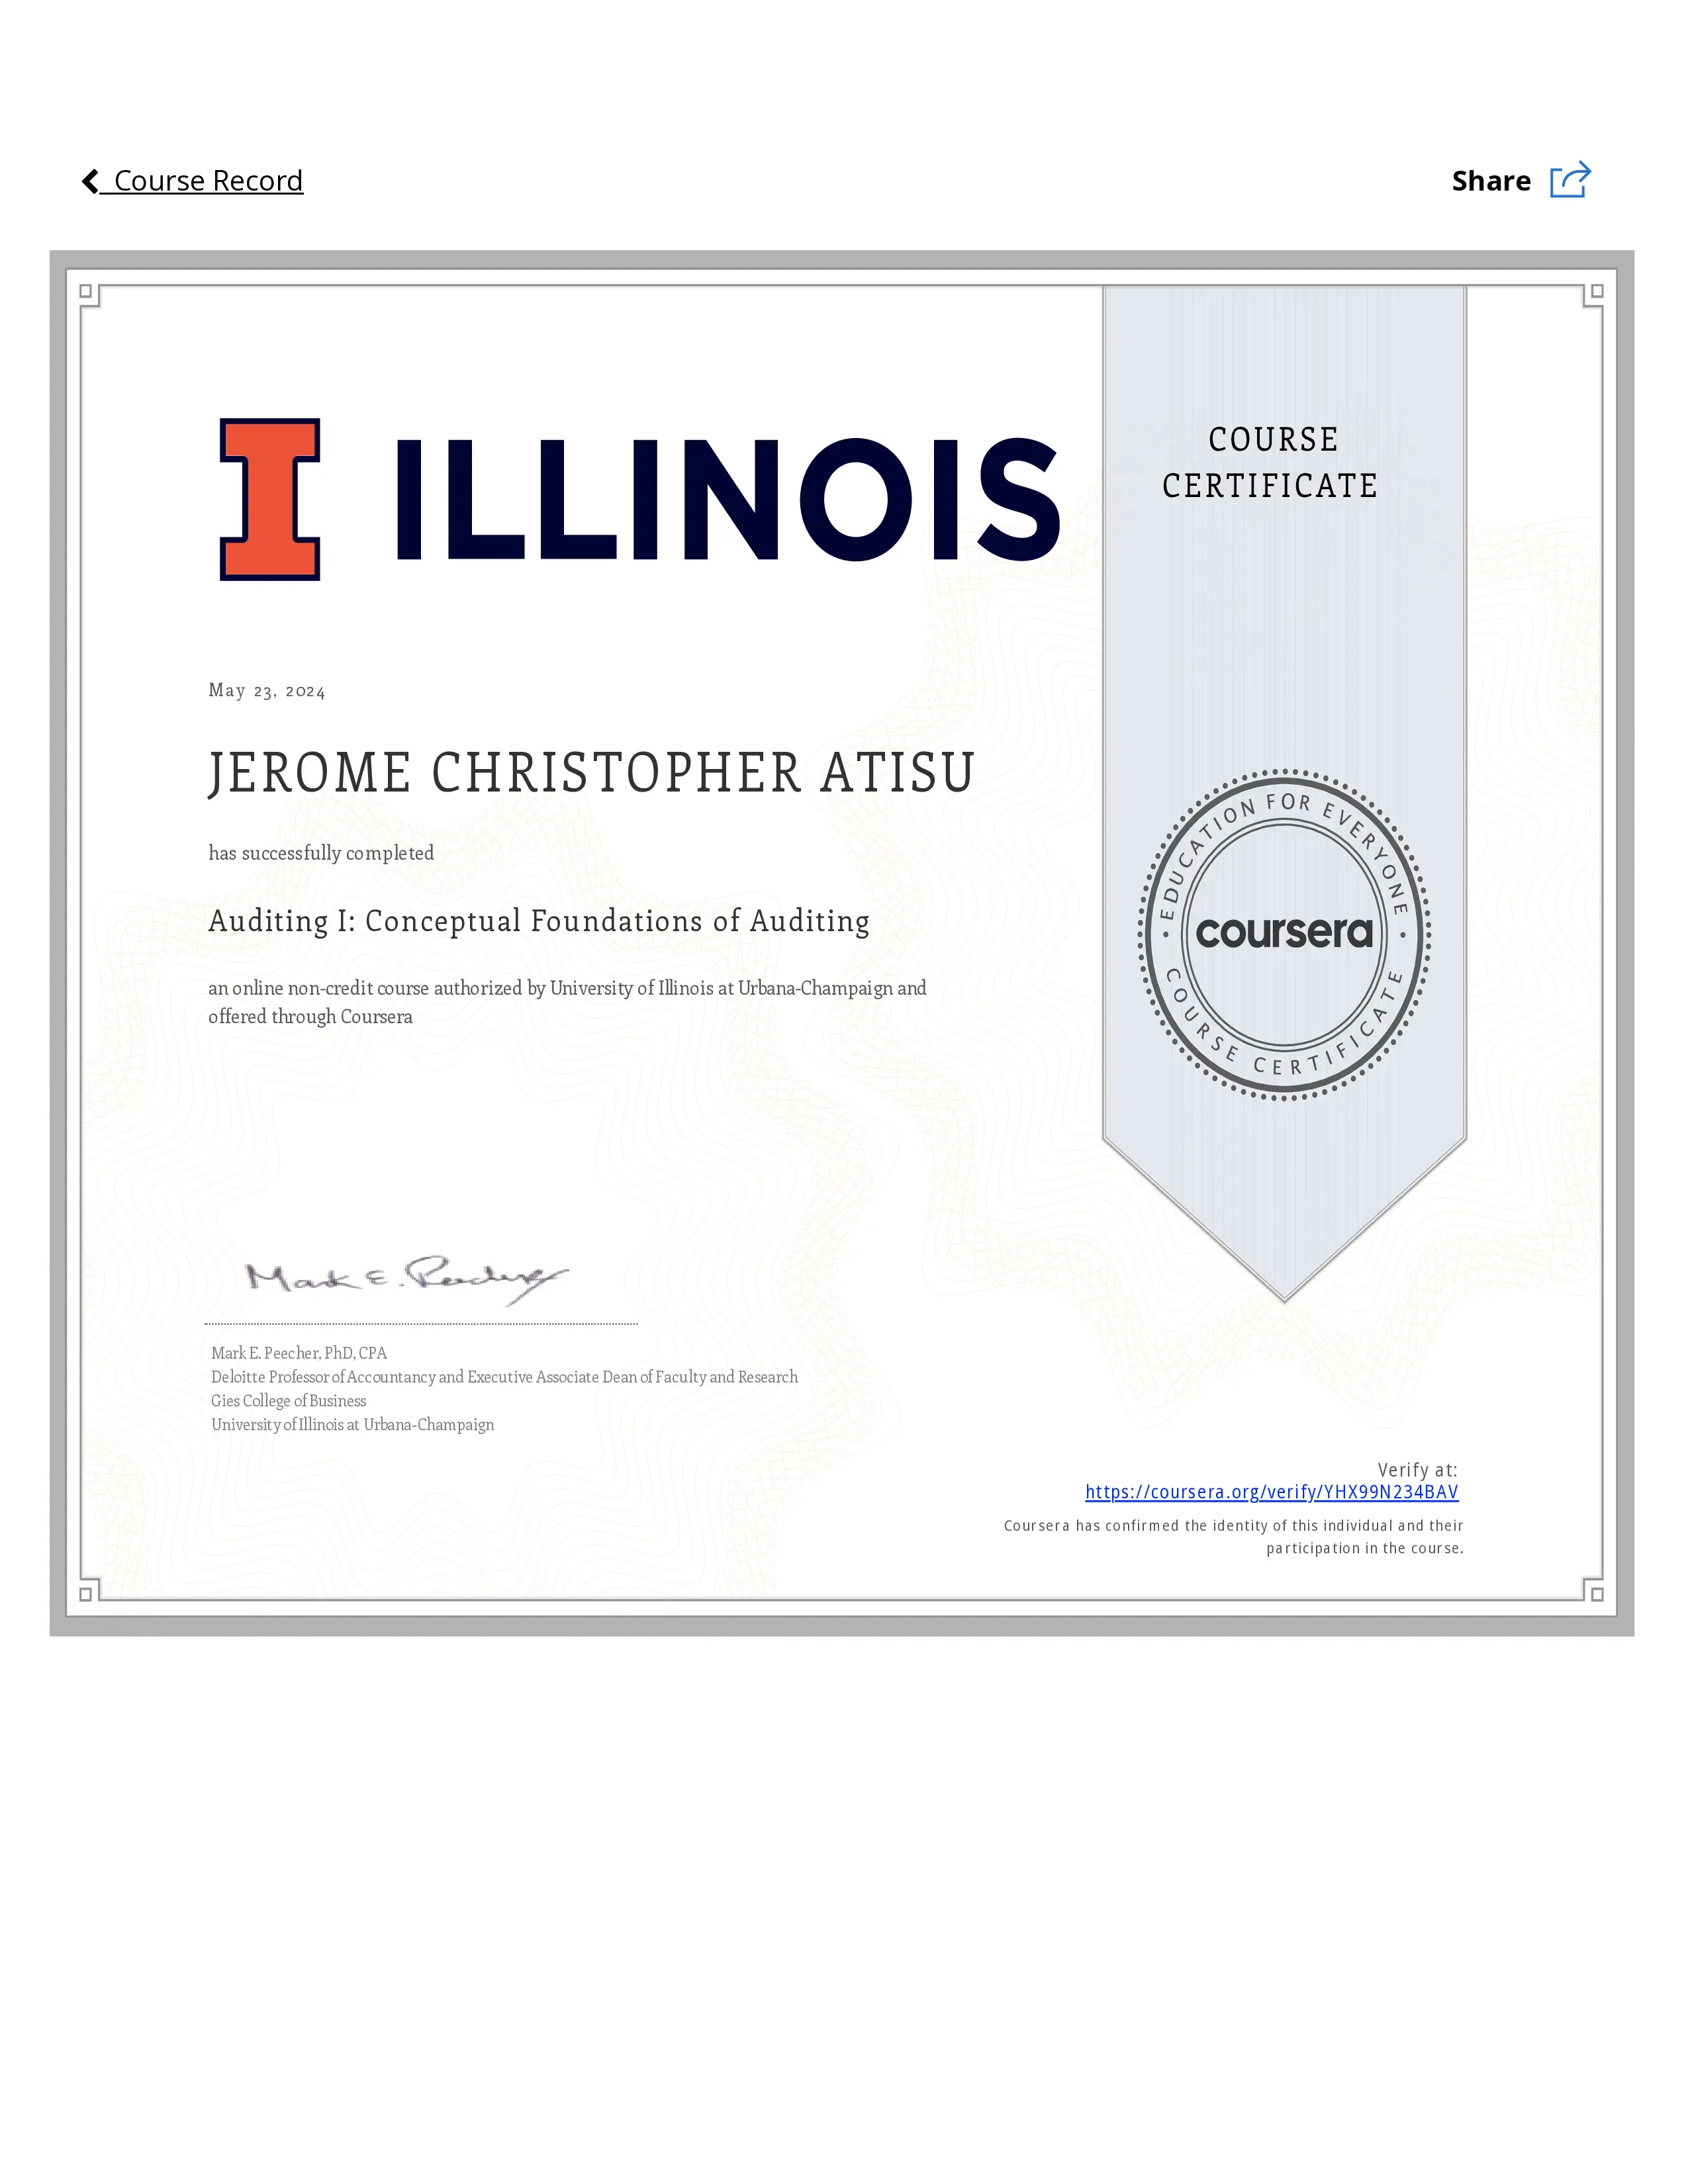 Course Record
Share
ILLINOIS
COURSE
CERTIFICATE
May 23, 2024
JEROME CHRISTOPHER ATISU
has successfully completed
Auditing I: Conceptual Foundations of Auditing
an online non-credit course authorized by University of Illinois at Urbana-Champaign and
offered through Coursera
EDUCATION FOR EVERYONE
coursera
COURSE CERTIFICATE
Mark E. Peecher
Mark E. Peecher, PhD, CPA
Deloitte Professor of Accountancy and Executive Associate Dean of Faculty and Research
Gies College of Business
University of Illinois at Urbana-Champaign
Verify at:
https://coursera.org/verify/YHX99N234BAV
Coursera has confirmed the identity of this individual and their
participation in the course.